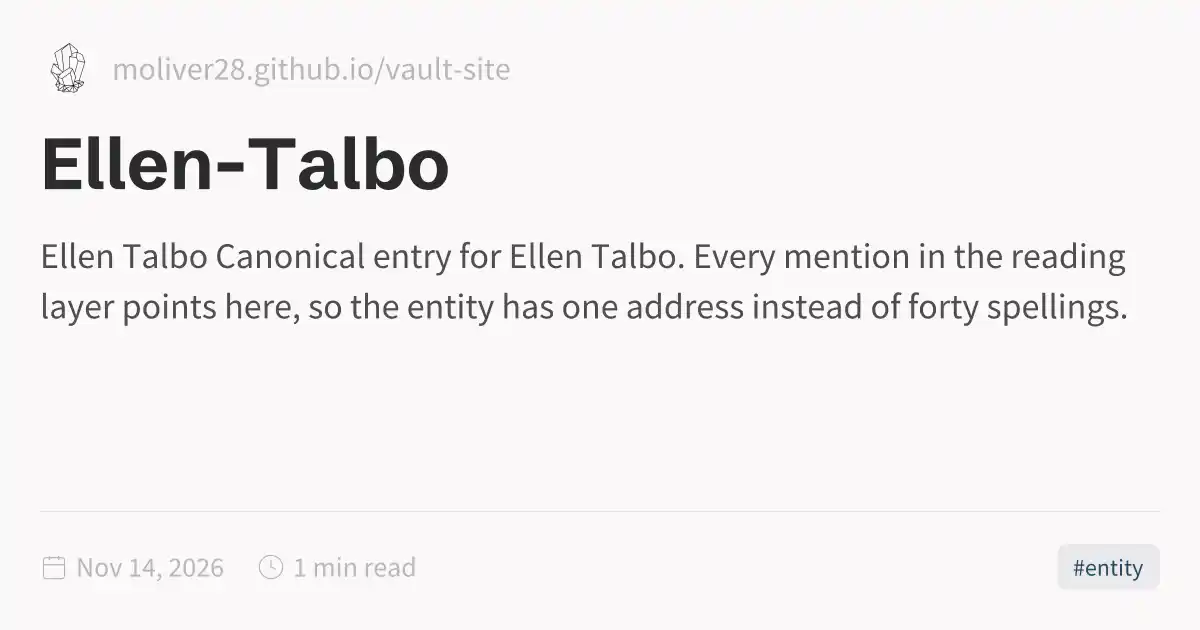 moliver28.github.io/vault-site
Ellen-Talbo
Ellen Talbo Canonical entry for Ellen Talbo. Every mention in the reading
layer points here, so the entity has one address instead of forty spellings.
Nov 14, 2026 1 min read
#entity